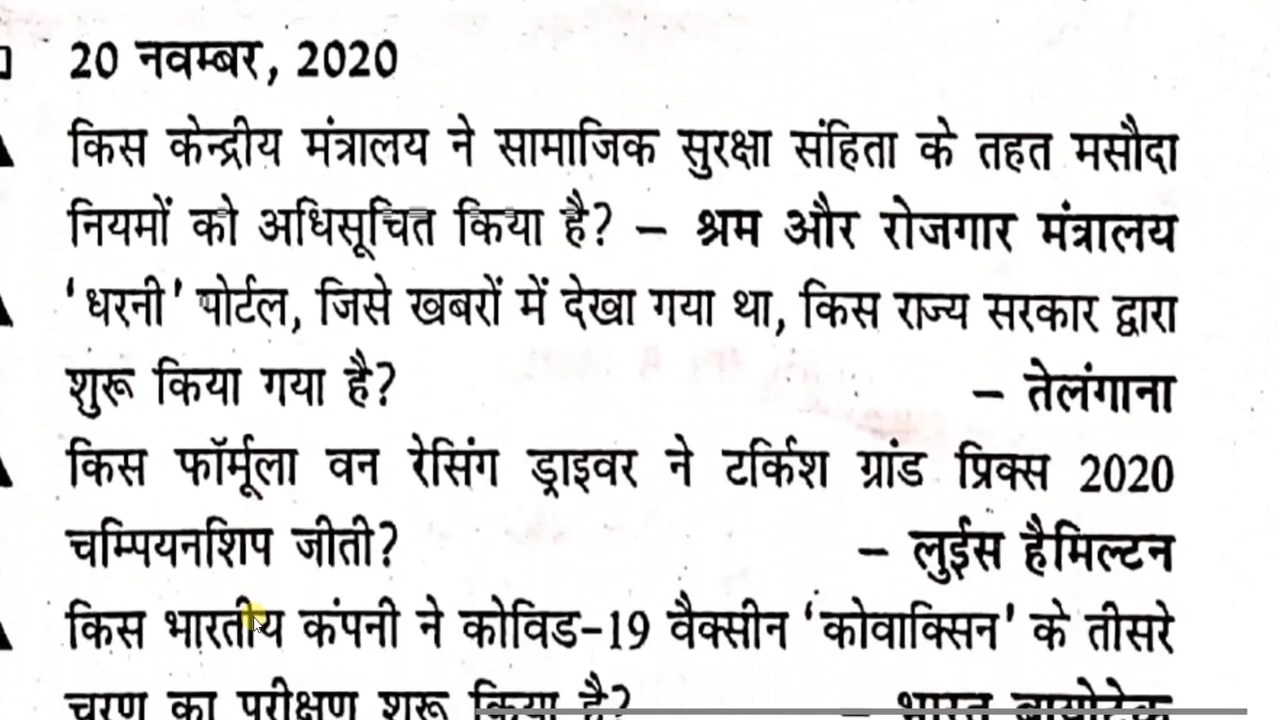 20 नवम्बर, 2020
किस केन्द्रीय मंत्रालय ने सामाजिक सुरक्षा संहिता के तहत मसौदा
नियमों को अधिसूचित किया है? – श्रम और रोजगार मंत्रालय
'धरनी' पोर्टल, जिसे खबरों में देखा गया था, किस राज्य सरकार द्वारा
शुरू किया गया है? – तेलंगाना
किस फॉर्मूला वन रेसिंग ड्राइवर ने टर्किश ग्रांड प्रिक्स 2020
चम्पियनशिप जीती? – लुईस हैमिल्टन
किस भारतीय कंपनी ने कोविड-19 वैक्सीन 'कोवाक्सिन' के तीसरे
चरण का परीक्षण शुरू किया है? – भारत बायोटेक